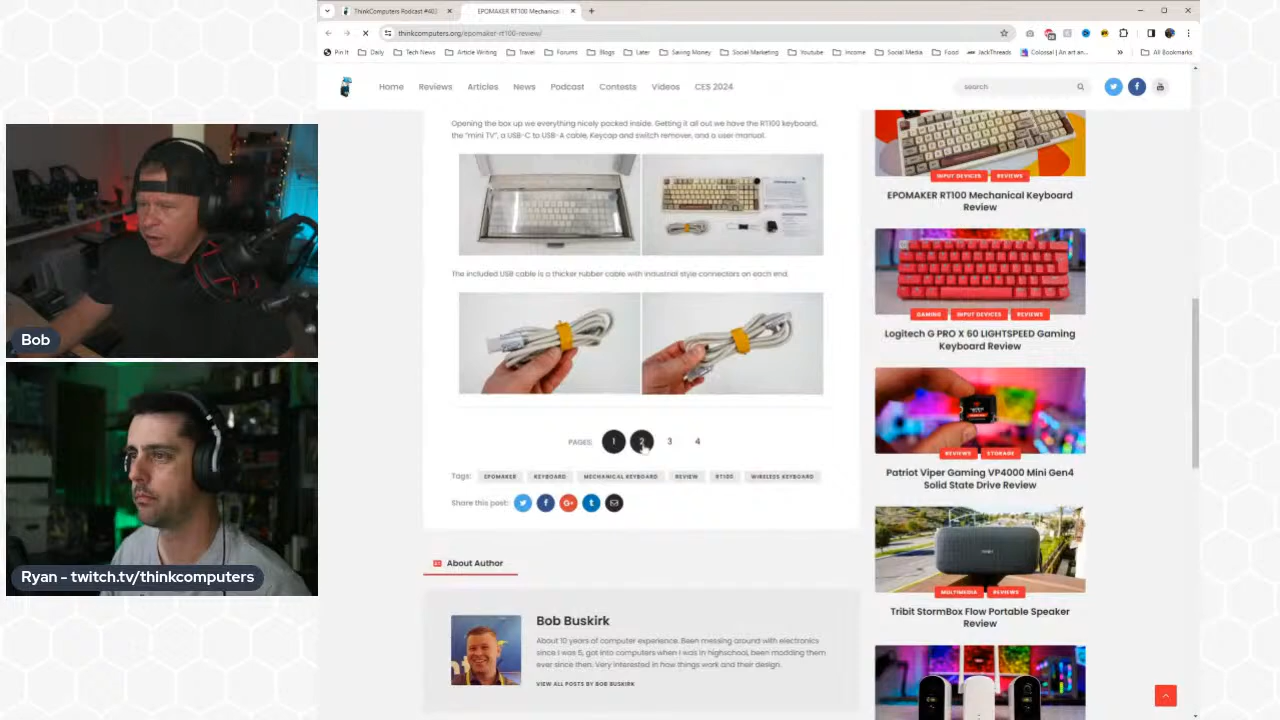 ThinkComputers Podcast #40
EPOMAKER RT100 Mechanic
thinkcomputers.org/epomaker-rt100-review/
Pin It
Daily
Tech News
Article Writing
Travel
Forums
Blogs
Later
Saving Money
Social Marketing
Youtube
Income
Social Media
Food
JackThreads
Colossal | An art an...
All Bookmarks
Home
Reviews
Articles
News
Podcast
Contests
Videos
CES 2024
search
Opening the box up we everything nicely packed inside. Getting it all out we have the RT100 keyboard,
the "mini TV", a USB-C to USB-A cable, Keycap and switch remover, and a user manual.
The included USB cable is a thicker rubber cable with industrial style connectors on each end.
PAGES: 1 2 3 4
Tags: EPOMAKER KEYBOARD MECHANICAL KEYBOARD REVIEW RT100 WIRELESS KEYBOARD
Share this post:
About Author
Bob Buskirk
About 10 years of computer experience. Been messing around with electronics
since I was 5, got into computers when I was in highschool, been modding them
ever since then. Very interested in how things work and their design.
VIEW ALL POSTS BY BOB BUSKIRK
INPUT DEVICES REVIEWS
EPOMAKER RT100 Mechanical Keyboard
Review
GAMING INPUT DEVICES REVIEWS
Logitech G PRO X 60 LIGHTSPEED Gaming
Keyboard Review
REVIEWS STORAGE
Patriot Viper Gaming VP4000 Mini Gen4
Solid State Drive Review
MULTIMEDIA REVIEWS
Tribit StormBox Flow Portable Speaker
Review
Bob
Ryan - twitch.tv/thinkcomputers